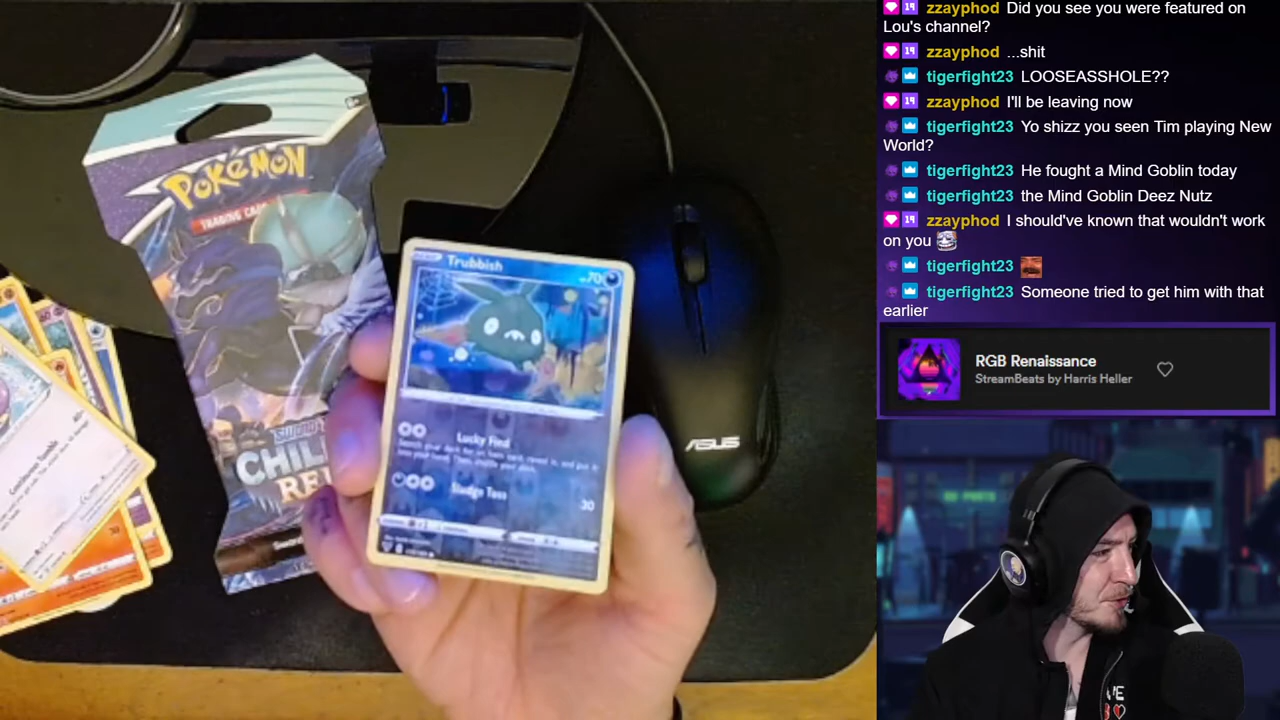 zzayphod Did you see you were featured on
Lou's channel?
zzayphod ...shit
tigerfight23 LOOSEASSHOLE??
zzayphod I'll be leaving now
tigerfight23 Yo shizz you seen Tim playing New
World?
tigerfight23 He fought a Mind Goblin today
tigerfight23 the Mind Goblin Deez Nutz
zzayphod I should've known that wouldn't work
on you
tigerfight23
tigerfight23 Someone tried to get him with that
earlier
RGB Renaissance
StreamBeats by Harris Heller
POKÉMON
TRADING CARD
CHIL
RE
Trubbish
70
Lucky Find
Sludge Toss
30
ASUS